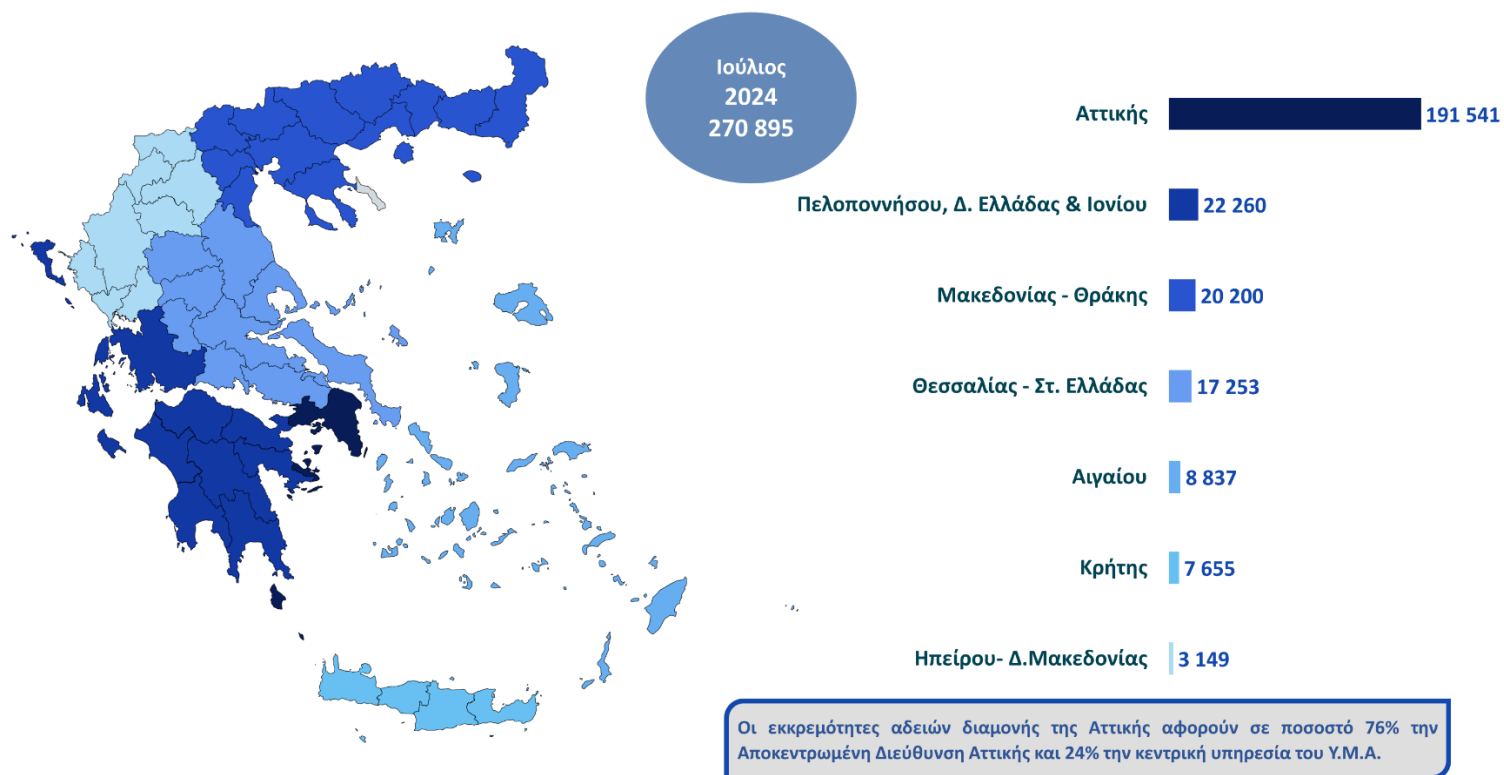 Ιούλιος
2024
270 895
Αττικής 191 541
Πελοποννήσου, Δ. Ελλάδας & Ιονίου 22 260
Μακεδονίας - Θράκης 20 200
Θεσσαλίας - Στ. Ελλάδας 17 253
Αιγαίου 8 837
Κρήτης 7 655
Ηπείρου- Δ.Μακεδονίας 3 149
Οι εκκρεμότητες αδειών διαμονής της Αττικής αφορούν σε ποσοστό 76% την
Αποκεντρωμένη Διεύθυνση Αττικής και 24% την κεντρική υπηρεσία του Υ.Μ.Α.